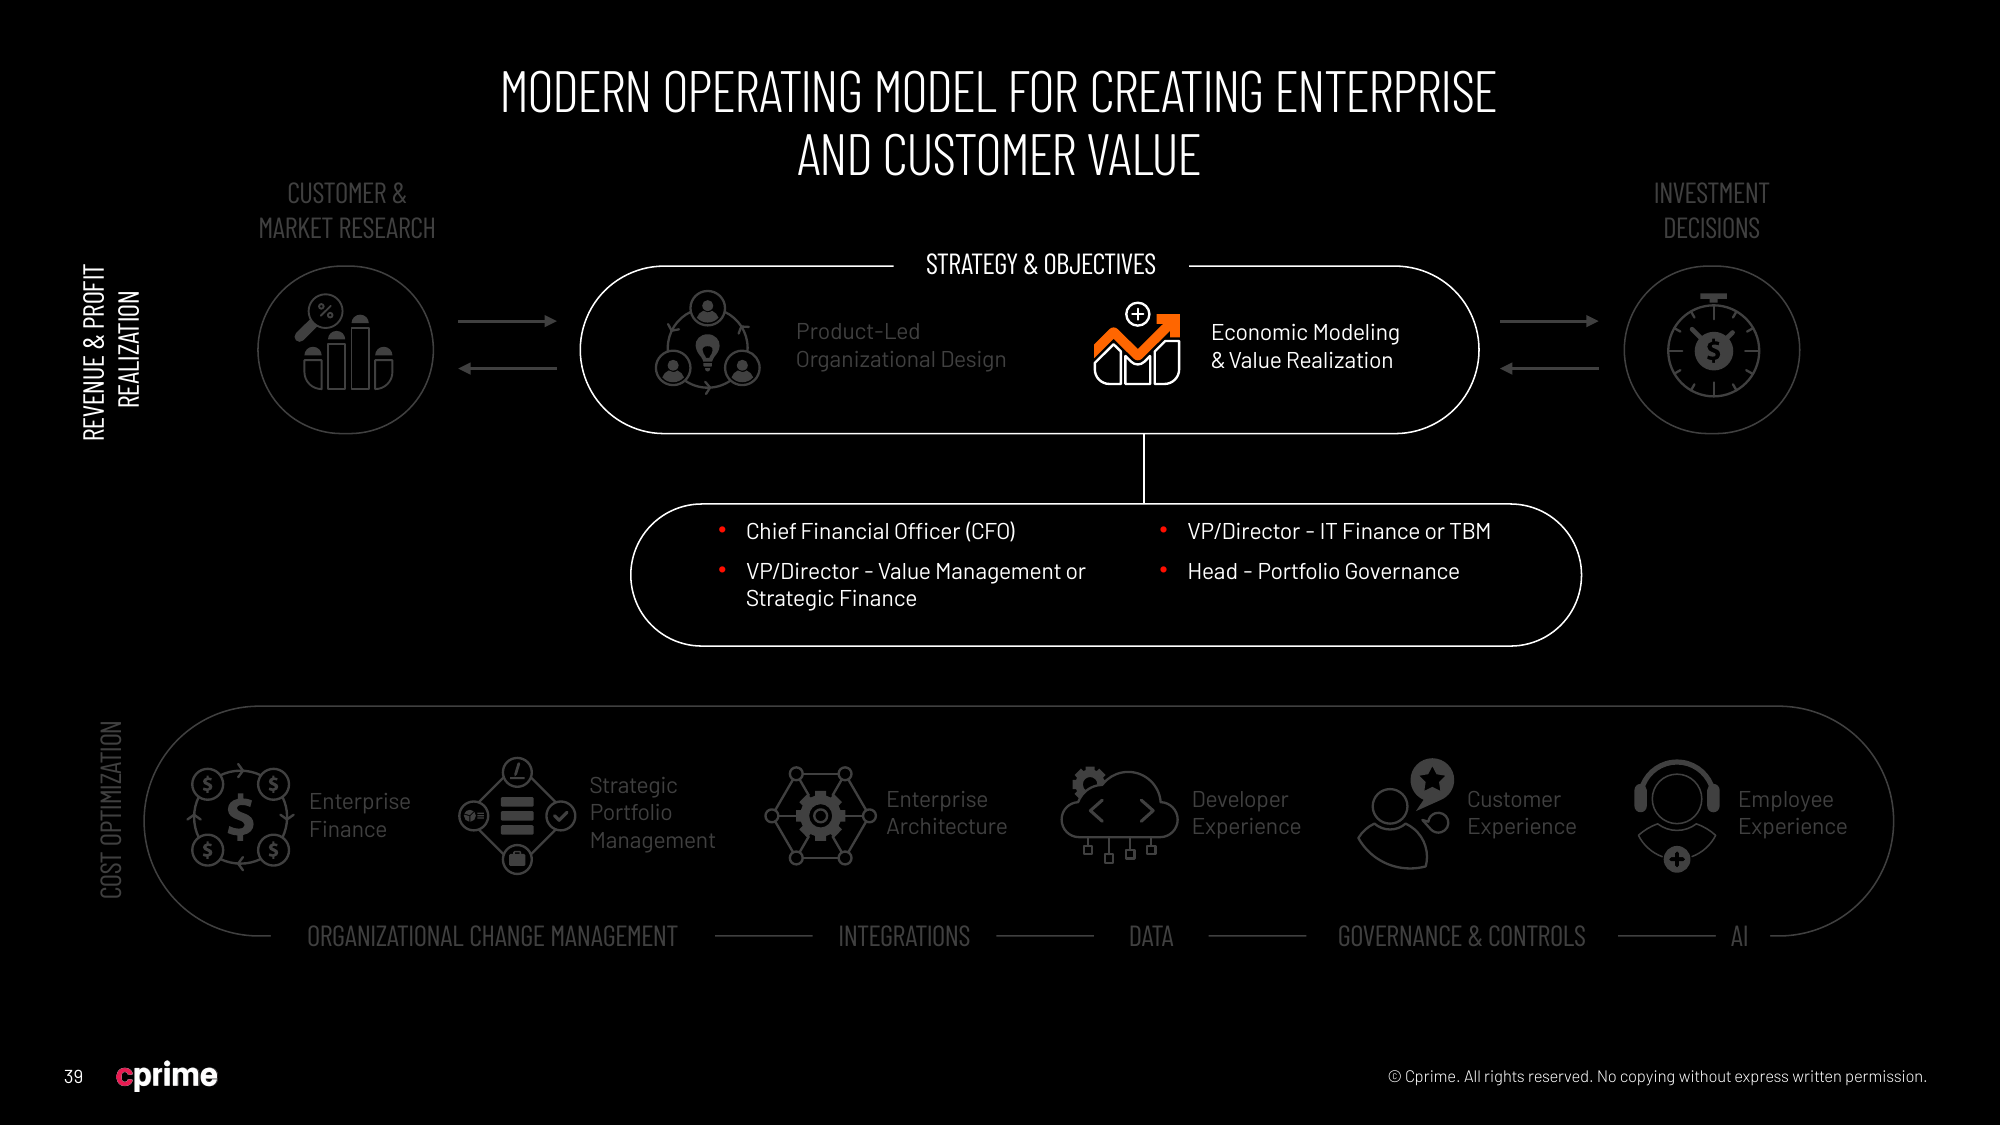 MODERN OPERATING MODEL FOR CREATING ENTERPRISE
AND CUSTOMER VALUE
CUSTOMER &
MARKET RESEARCH
INVESTMENT
DECISIONS
REVENUE & PROFIT
REALIZATION
STRATEGY & OBJECTIVES
%
Product-Led
Organizational Design
Economic Modeling
& Value Realization
$
• Chief Financial Officer (CFO)
• VP/Director - Value Management or
Strategic Finance
• VP/Director - IT Finance or TBM
• Head - Portfolio Governance
COST OPTIMIZATION
$ $
$
$ $
Enterprise
Finance
Strategic
Portfolio
Management
Enterprise
Architecture
Developer
Experience
Customer
Experience
Employee
Experience
ORGANIZATIONAL CHANGE MANAGEMENT
INTEGRATIONS
DATA
GOVERNANCE & CONTROLS
AI
39
cprime
© Cprime. All rights reserved. No copying without express written permission.